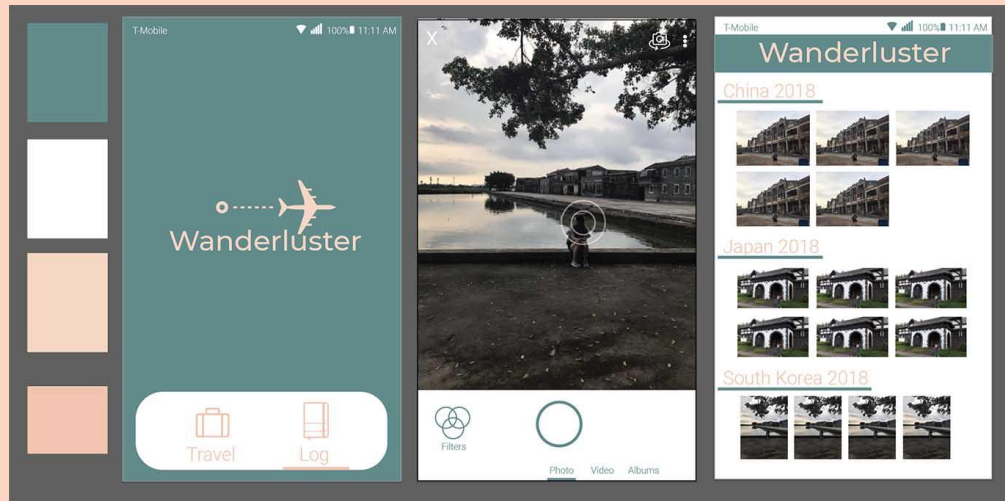 T-Mobile 100% 11:11 AM
Wanderluster
Travel Log
X
Filters
Photo Video Albums
T-Mobile 100% 11:11 AM
Wanderluster
China 2018
Japan 2018
South Korea 2018